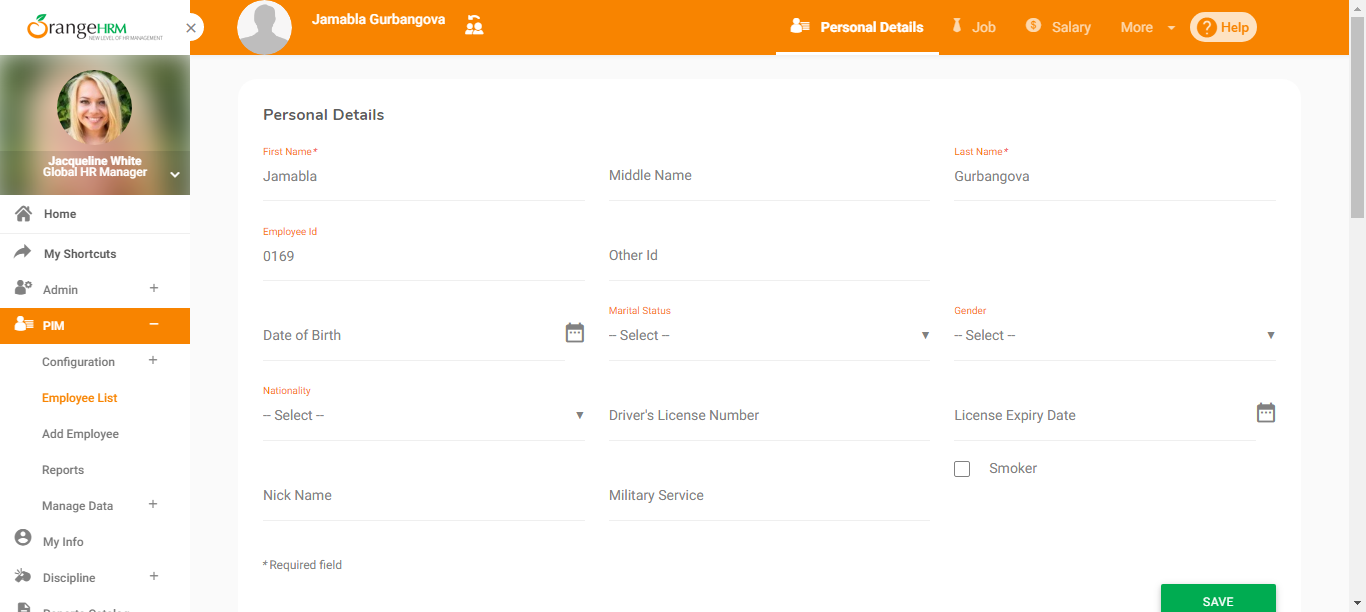 OrangeHRM
NEW LEVEL OF HR MANAGEMENT
Jamabla Gurbangova
Personal Details
Job
Salary
More
? Help
Jacqueline White
Global HR Manager
Home
My Shortcuts
Admin
PIM
Configuration
Employee List
Add Employee
Reports
Manage Data
My Info
Discipline
Reports Catalog
Personal Details
First Name*
Jamabla
Middle Name
Last Name*
Gurbangova
Employee Id
0169
Other Id
Date of Birth
Marital Status
-- Select --
Gender
-- Select --
Nationality
-- Select --
Driver's License Number
License Expiry Date
Smoker
Nick Name
Military Service
* Required field
SAVE